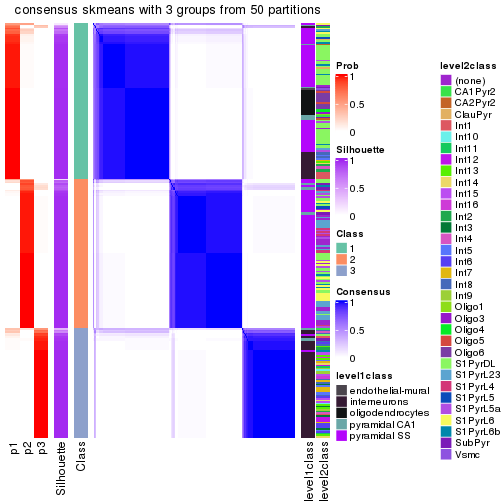 consensus skmeans with 3 groups from 50 partitions
p1
p2
p3
Silhouette
Class
level1class
level2class
Prob
1
0.5
0
Silhouette
1
0.5
0
Class
1
2
3
Consensus
1
0.5
0
level1class
endothelial-mural
interneurons
oligodendrocytes
pyramidal CA1
pyramidal SS
level2class
(none)
CA1Pyr2
CA2Pyr2
ClauPyr
Int1
Int10
Int11
Int12
Int13
Int14
Int15
Int16
Int2
Int3
Int4
Int5
Int6
Int7
Int8
Int9
Oligo1
Oligo3
Oligo4
Oligo5
Oligo6
S1PyrDL
S1PyrL23
S1PyrL4
S1PyrL5
S1PyrL5a
S1PyrL6
S1PyrL6b
SubPyr
Vsmc